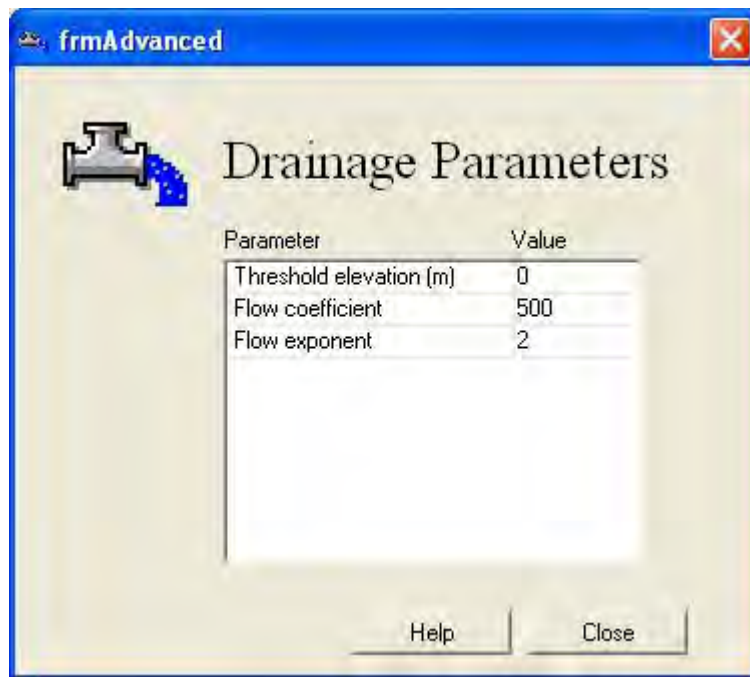 frmAdvanced
Drainage Parameters
Parameter Value
Threshold elevation (m) 0
Flow coefficient 500
Flow exponent 2
Help Close